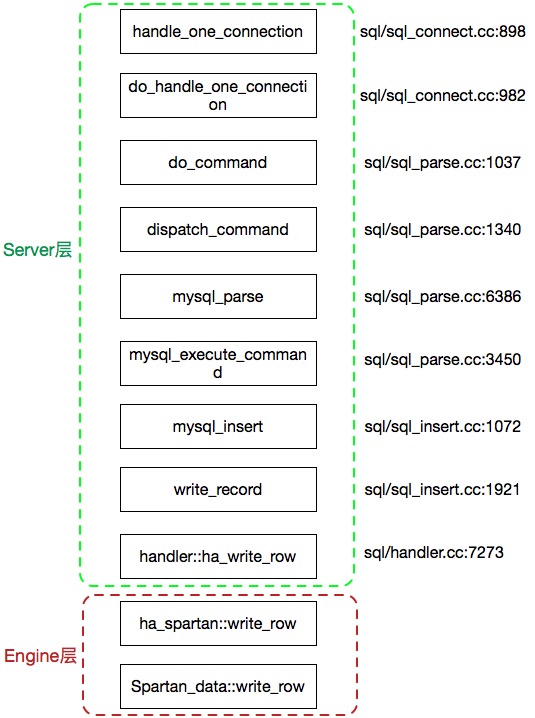 handle_one_connection sql/sql_connect.cc:898
do_handle_one_connecti
on sql/sql_connect.cc:982
do_command sql/sql_parse.cc:1037
dispatch_command sql/sql_parse.cc:1340
Server层
mysql_parse sql/sql_parse.cc:6386
mysql_execute_comman
d sql/sql_parse.cc:3450
mysql_insert sql/sql_insert.cc:1072
write_record sql/sql_insert.cc:1921
handler::ha_write_row sql/handler.cc:7273
ha_spartan::write_row
Engine层
Spartan_data::write_row